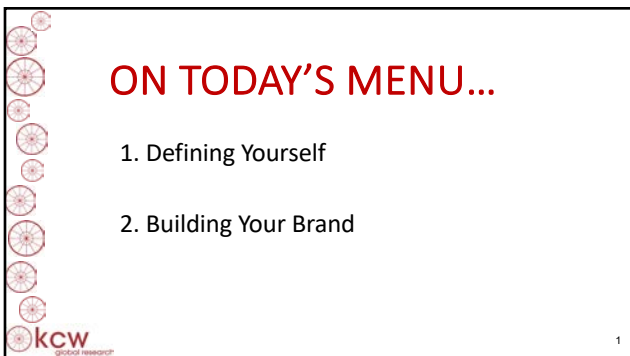 ON TODAY’S MENU…
1. Defining Yourself
2. Building Your Brand
kcw
global research
1